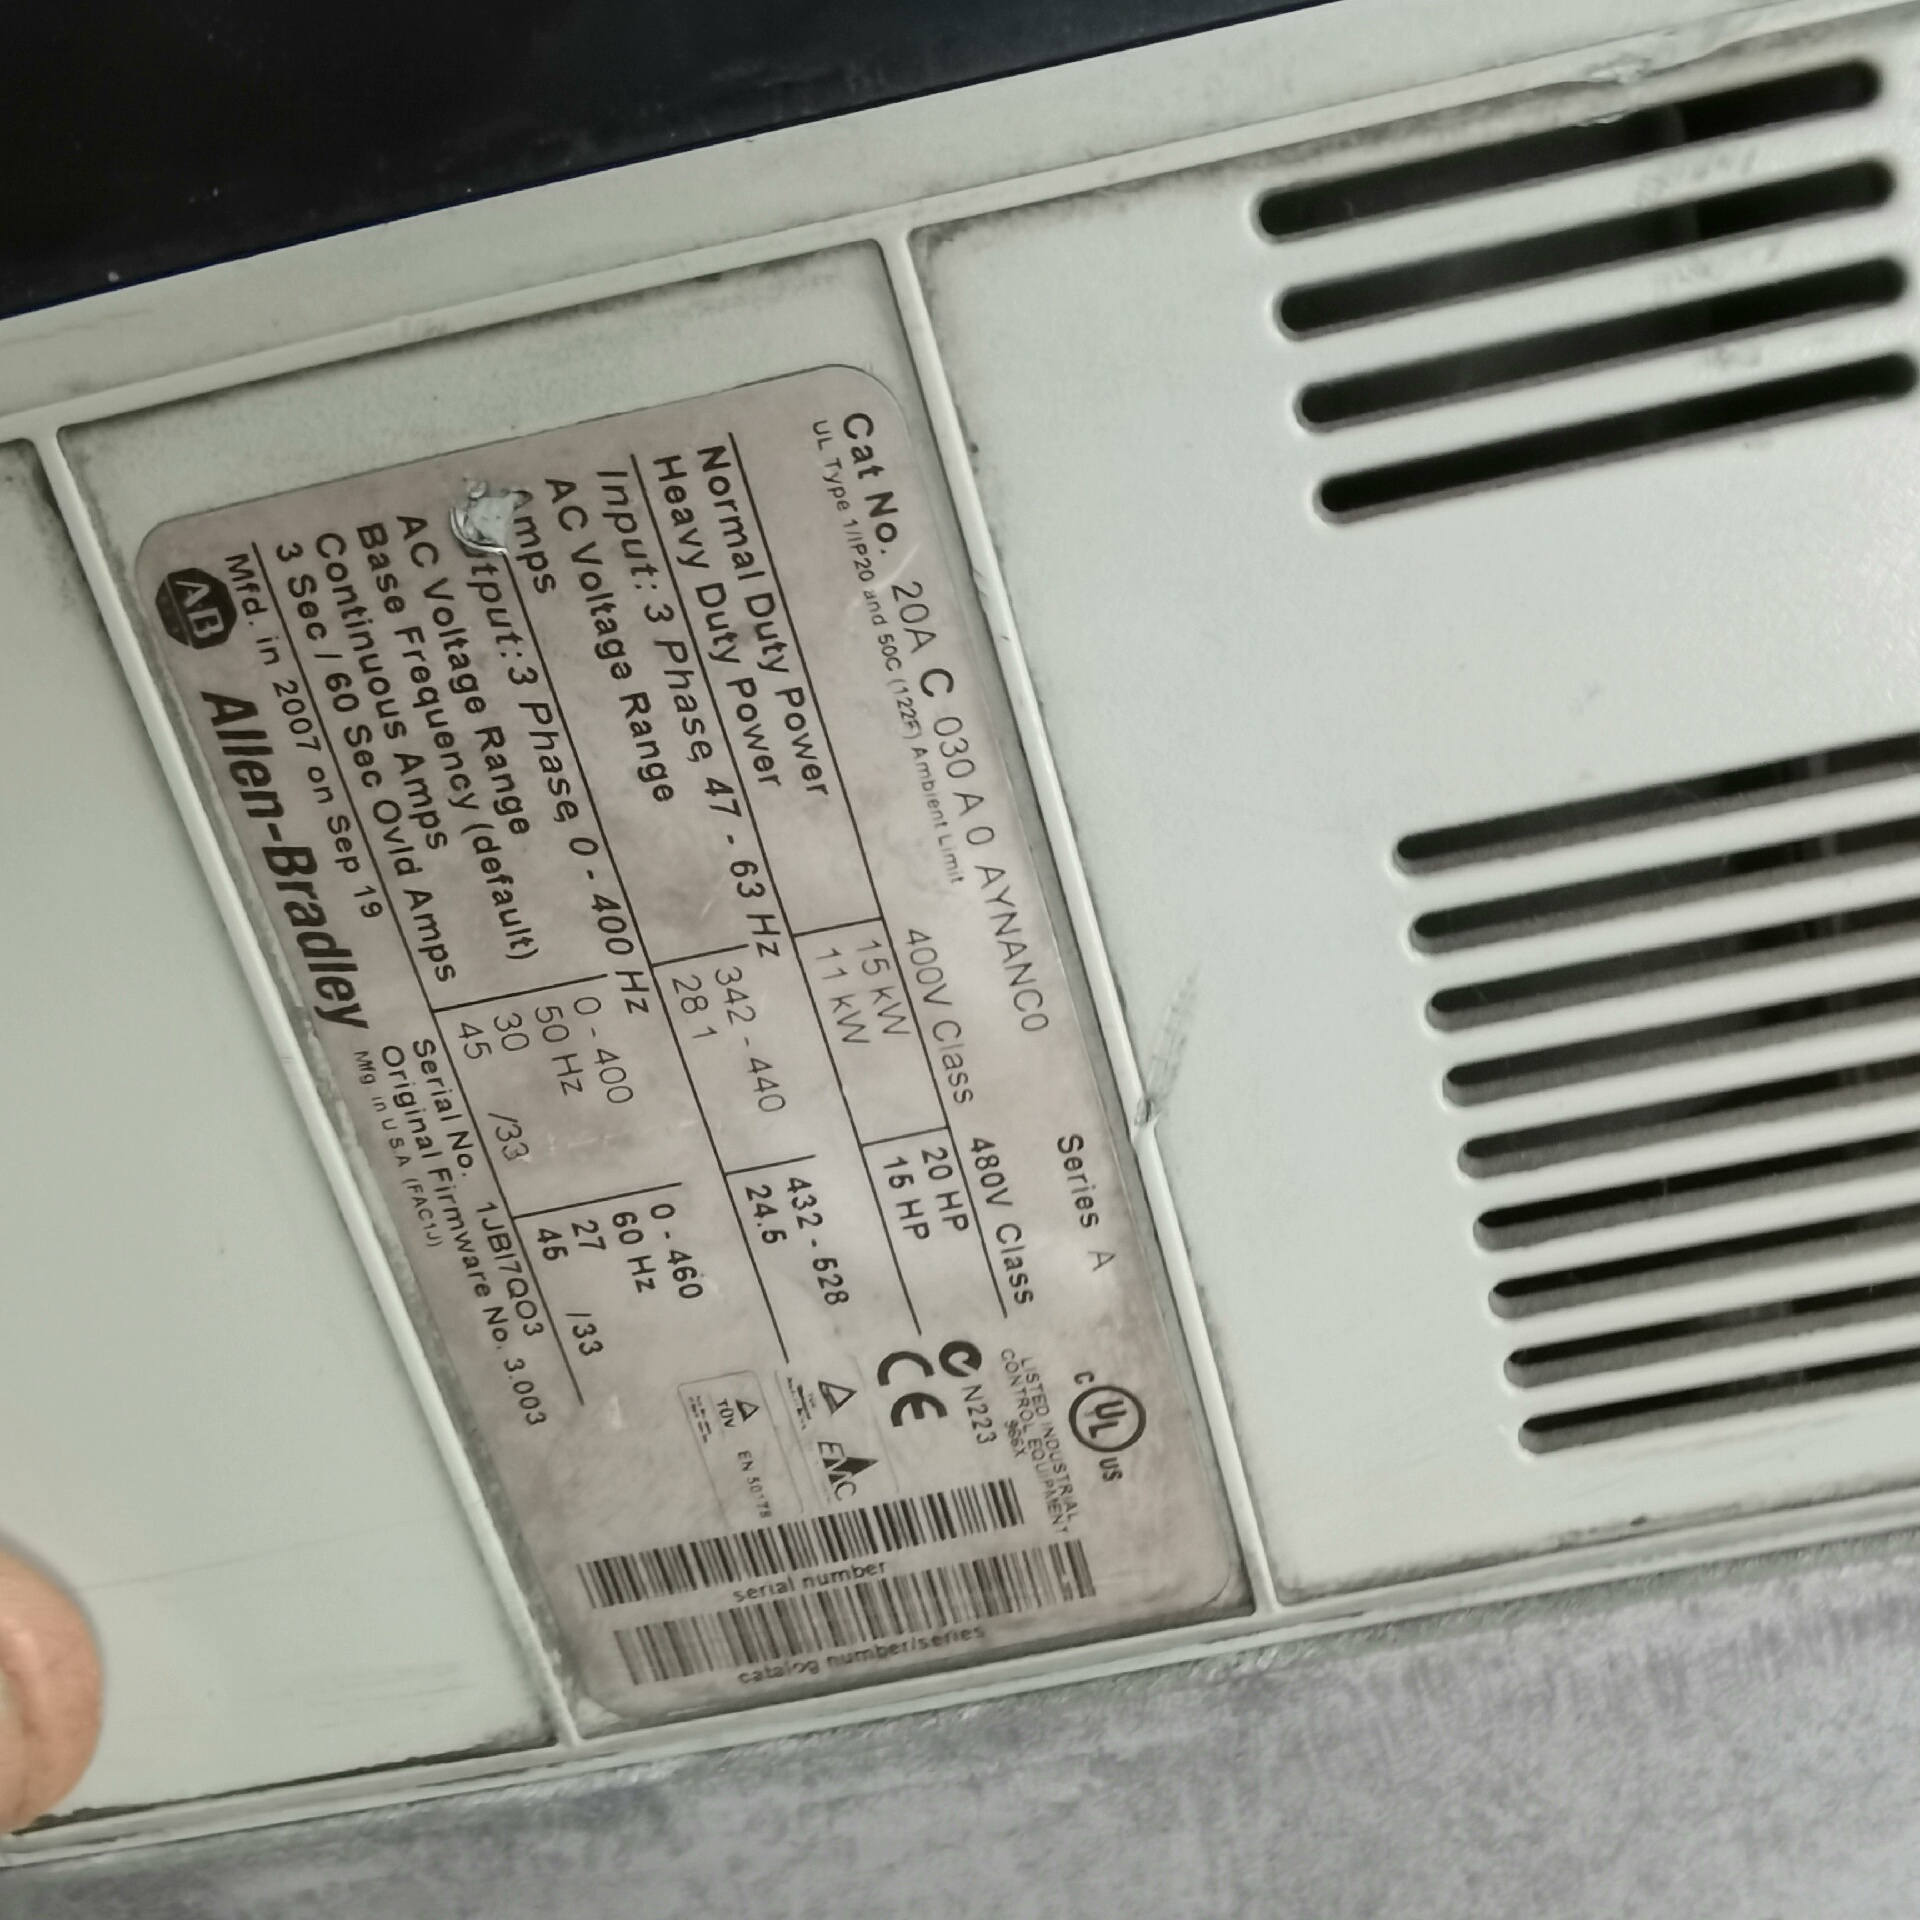 Cat No. 20A C 030 A 0 AYNANC0 Series A
UL Type 1/IP20 and 50C (122F) Ambient Limit
400V Class 480V Class
Normal Duty Power 15 kW 20 HP
Heavy Duty Power 11 kW 15 HP
Input: 3 Phase, 47 - 63 Hz
AC Voltage Range 342 - 440 432 - 528
Amps 28.1 24.5
tput: 3 Phase, 0 - 400 Hz
AC Voltage Range 0 - 400 0 - 460
Base Frequency (default) 50 Hz 60 Hz
Continuous Amps 30 27
3 Sec / 60 Sec Ovld Amps 45 /33 45 /33
Mfd. in 2007 on Sep 19
Serial No. 1JBI7QO3
Original Firmware No. 3.003
AB Allen-Bradley
Mfg. in U.S.A (FAC1J)
C UL US
LISTED INDUSTRIAL
CONTROL EQUIPMENT
966X
N223
CE
EMC
TÜV EN 50178
serial number
catalog number/series